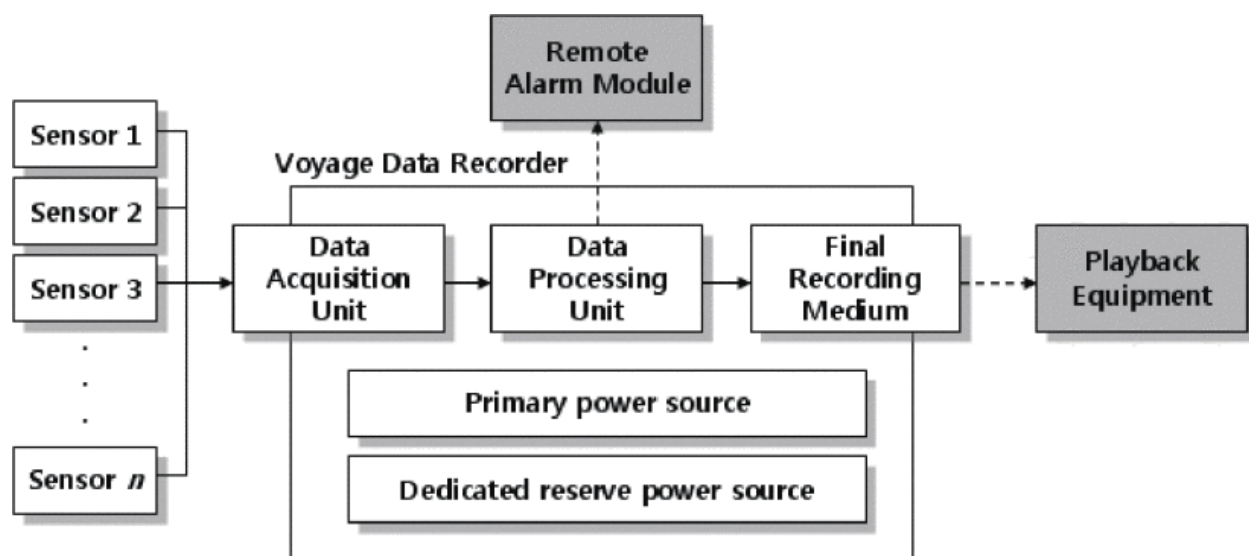 Remote
Alarm Module
Sensor 1
Voyage Data Recorder
Sensor 2
Data
Acquisition
Unit
Data
Processing
Unit
Final
Recording
Medium
Playback
Equipment
Sensor 3
.
.
.
Primary power source
Sensor n
Dedicated reserve power source